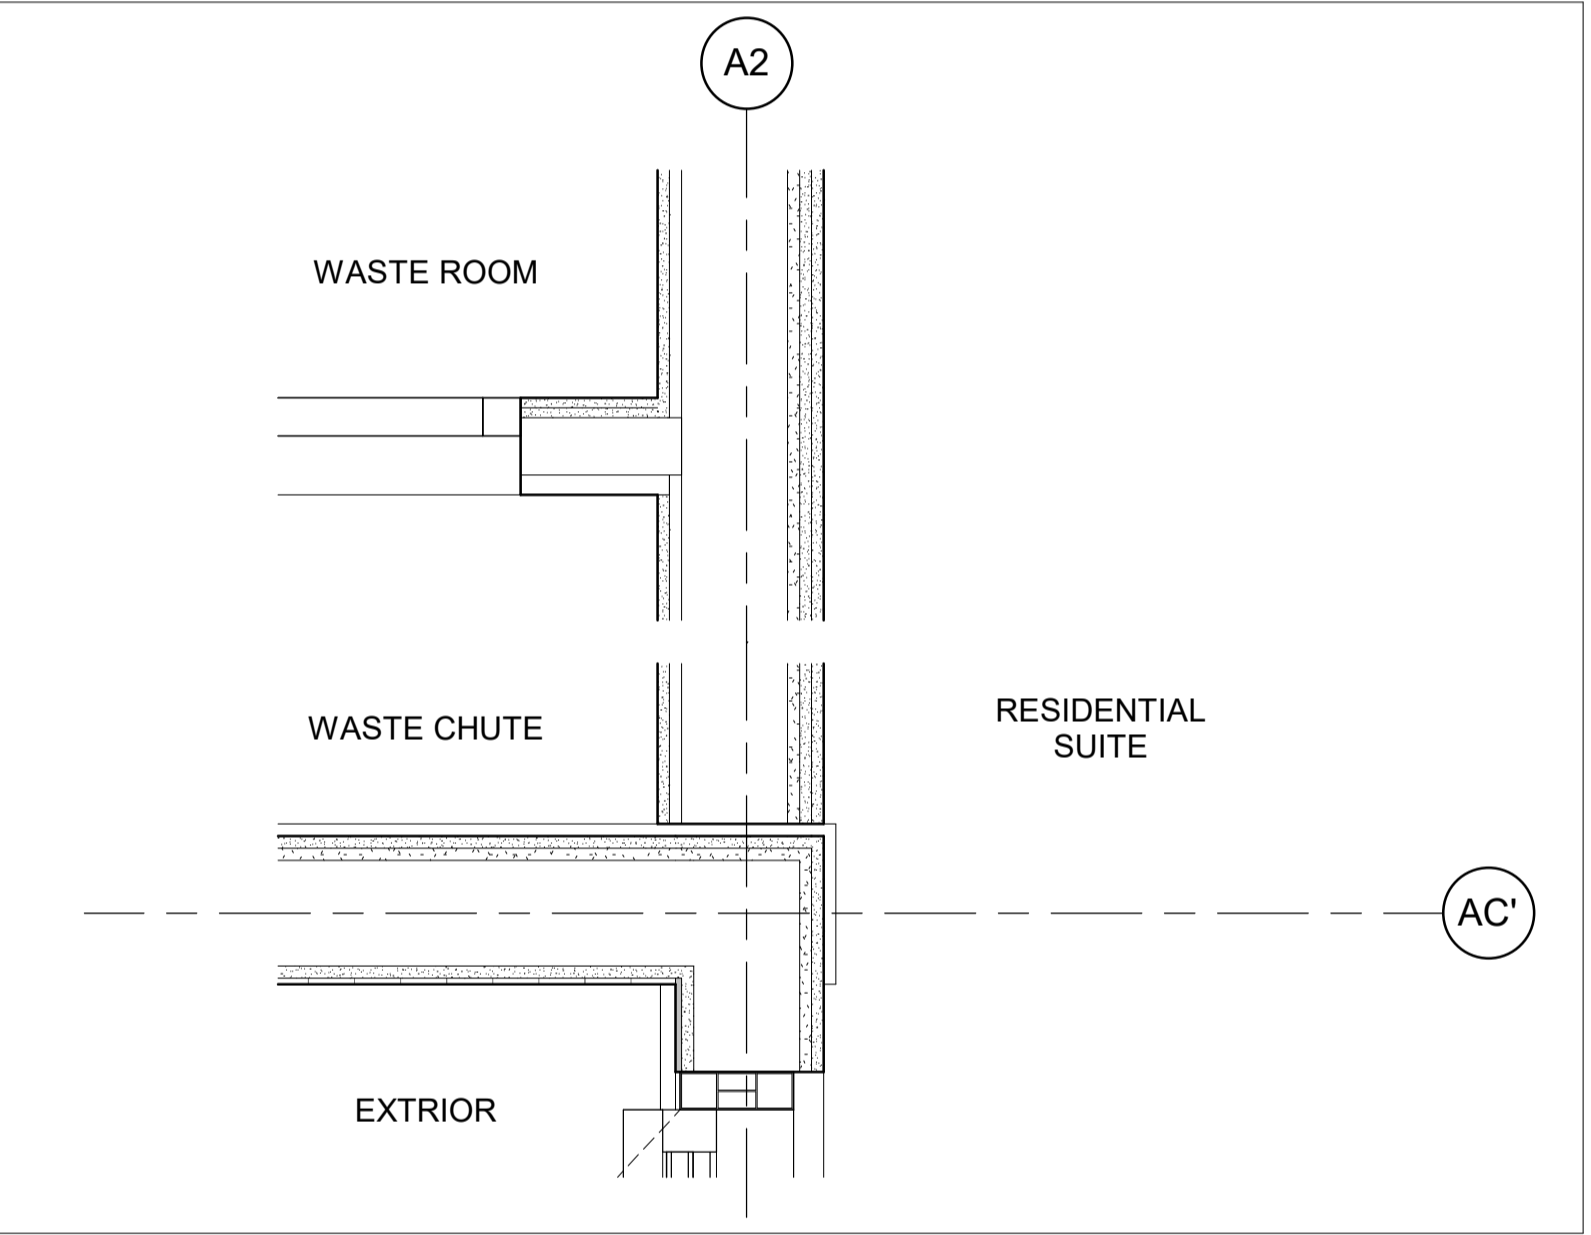 A2
WASTE ROOM
WASTE CHUTE
RESIDENTIAL
SUITE
AC'
EXTRIOR